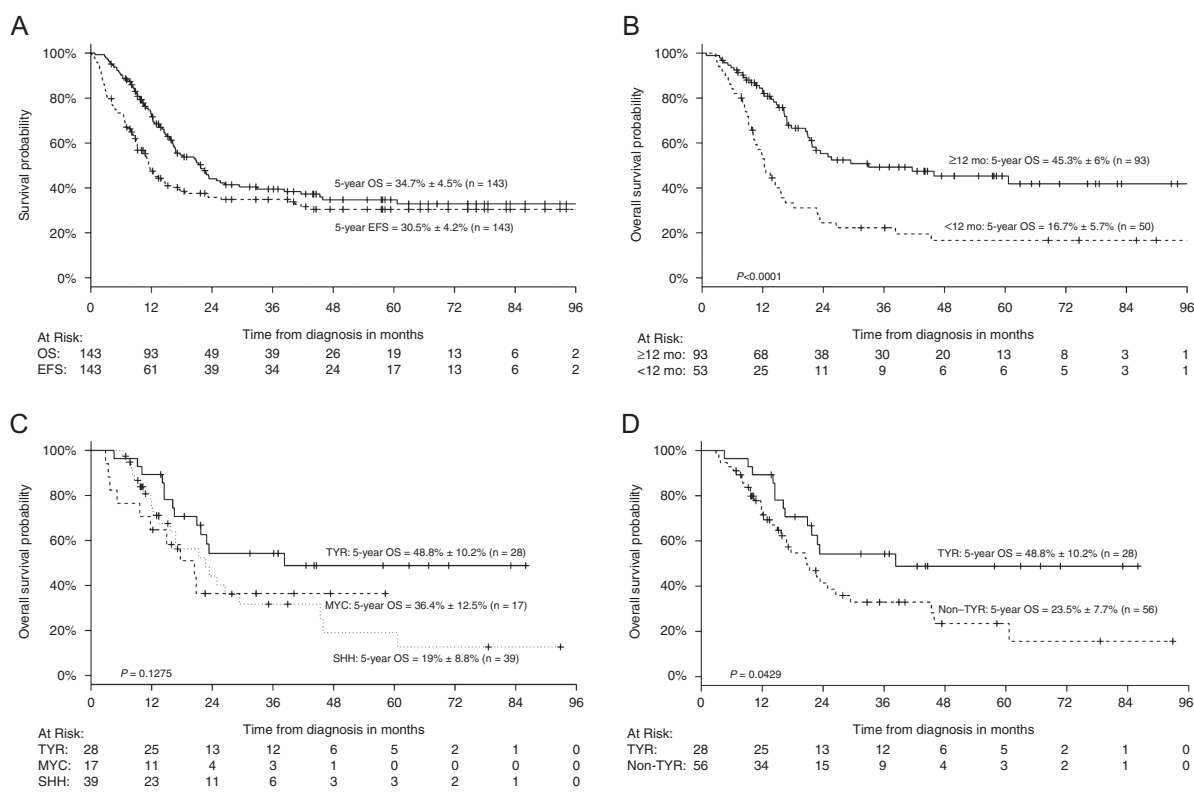 A
Survival probability
100%
80%
60%
40%
20%
0%
5-year OS = 34.7% ± 4.5% (n = 143)
5-year EFS = 30.5% ± 4.2% (n = 143)
0 12 24 36 48 60 72 84 96
Time from diagnosis in months
At Risk:
OS: 143 93 49 39 26 19 13 6 2
EFS: 143 61 39 34 24 17 13 6 2
B
Overall survival probability
100%
80%
60%
40%
20%
0%
≥12 mo: 5-year OS = 45.3% ± 6% (n = 93)
<12 mo: 5-year OS = 16.7% ± 5.7% (n = 50)
P<0.0001
0 12 24 36 48 60 72 84 96
Time from diagnosis in months
At Risk:
≥12 mo: 93 68 38 30 20 13 8 3 1
<12 mo: 53 25 11 9 6 6 5 3 1
C
Overall survival probability
100%
80%
60%
40%
20%
0%
TYR: 5-year OS = 48.8% ± 10.2% (n = 28)
MYC: 5-year OS = 36.4% ± 12.5% (n = 17)
SHH: 5-year OS = 19% ± 8.8% (n = 39)
P = 0.1275
0 12 24 36 48 60 72 84 96
Time from diagnosis in months
At Risk:
TYR: 28 25 13 12 6 5 2 1 0
MYC: 17 11 4 3 1 0 0 0 0
SHH: 39 23 11 6 3 3 2 1 0
D
Overall survival probability
100%
80%
60%
40%
20%
0%
TYR: 5-year OS = 48.8% ± 10.2% (n = 28)
Non–TYR: 5-year OS = 23.5% ± 7.7% (n = 56)
P = 0.0429
0 12 24 36 48 60 72 84 96
Time from diagnosis in months
At Risk:
TYR: 28 25 13 12 6 5 2 1 0
Non-TYR: 56 34 15 9 4 3 2 1 0